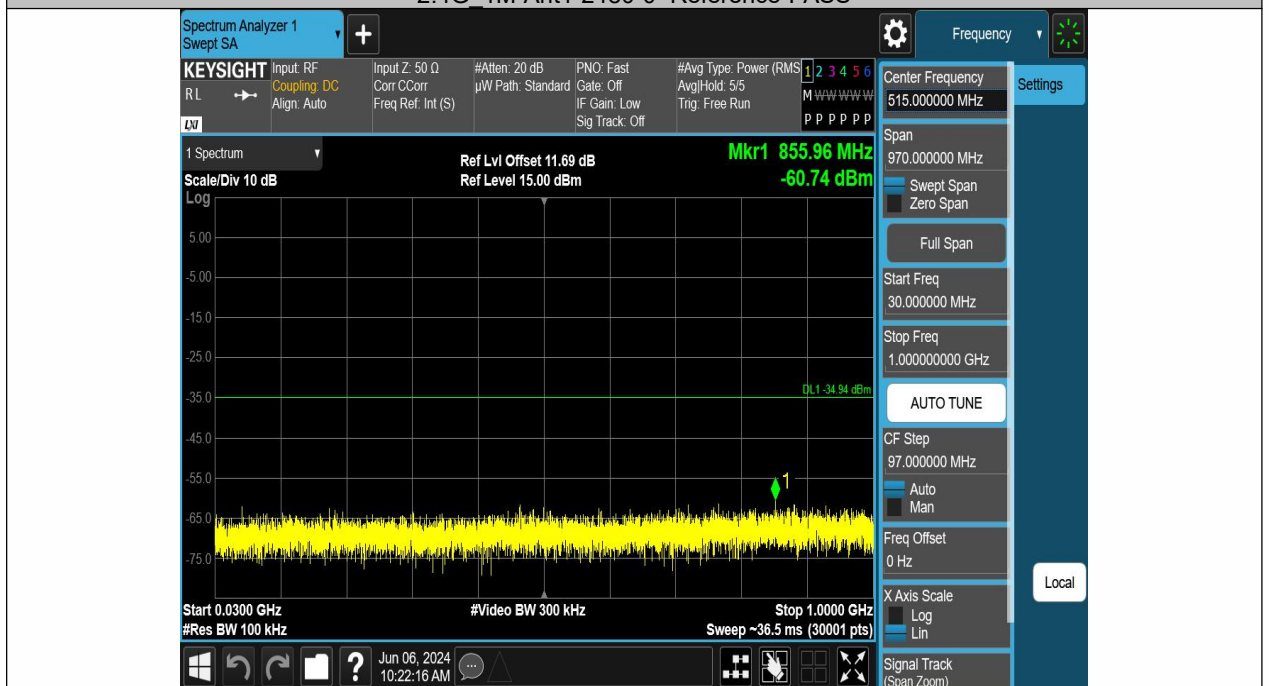 Spectrum Analyzer 1
Swept SA
+
Frequency
KEYSIGHT
RL
LXI
Input: RF
Coupling: DC
Align: Auto
Input Z: 50 Ω
Corr CCorr
Freq Ref: Int (S)
#Atten: 20 dB
µW Path: Standard
PNO: Fast
Gate: Off
IF Gain: Low
Sig Track: Off
#Avg Type: Power (RMS
Avg|Hold: 5/5
Trig: Free Run
1 2 3 4 5 6
M W W W W W
P P P P P P
1 Spectrum
Scale/Div 10 dB
Log
Ref Lvl Offset 11.69 dB
Ref Level 15.00 dBm
Mkr1 855.96 MHz
-60.74 dBm
5.00
-5.00
-15.0
-25.0
-35.0
-45.0
-55.0
-65.0
-75.0
DL1 -34.94 dBm
1
Start 0.0300 GHz
#Res BW 100 kHz
#Video BW 300 kHz
Stop 1.0000 GHz
Sweep ~36.5 ms (30001 pts)
?
Jun 06, 2024
10:22:16 AM
Center Frequency
515.000000 MHz
Settings
Span
970.000000 MHz
Swept Span
Zero Span
Full Span
Start Freq
30.000000 MHz
Stop Freq
1.000000000 GHz
AUTO TUNE
CF Step
97.000000 MHz
Auto
Man
Freq Offset
0 Hz
X Axis Scale
Log
Lin
Local
Signal Track
(Span Zoom)